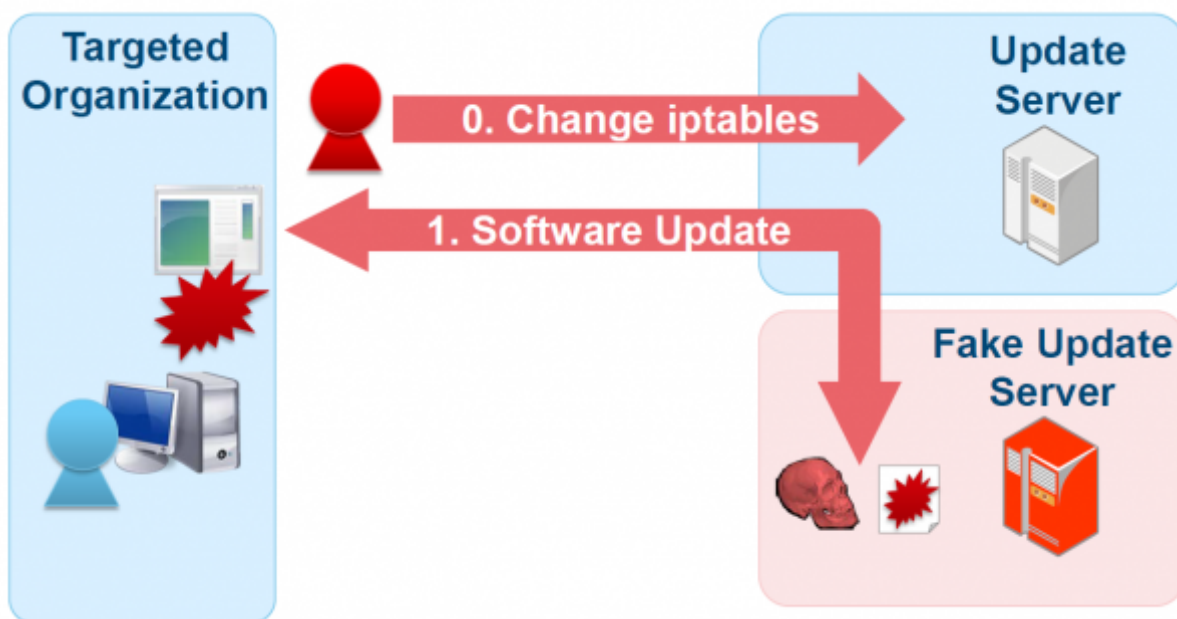 Targeted
Organization
Update
Server
0. Change iptables
1. Software Update
Fake Update
Server